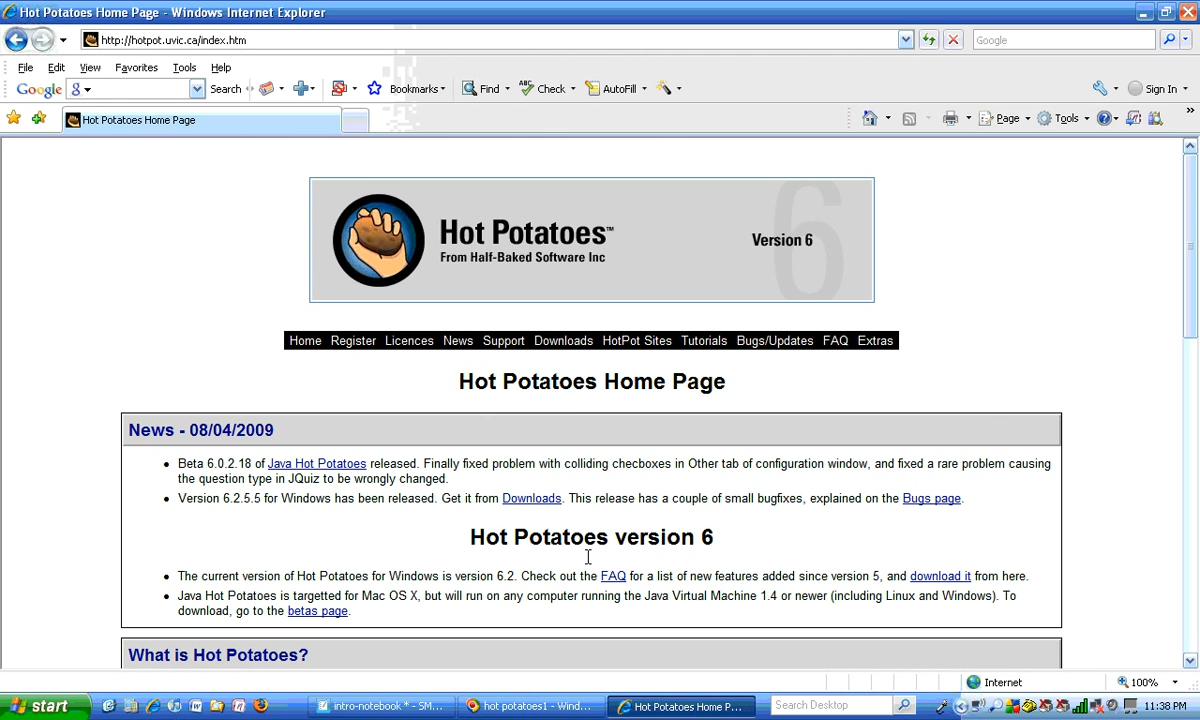 Hot Potatoes Home Page - Windows Internet Explorer
http://hotpot.uvic.ca/index.htm
Google
File Edit View Favorites Tools Help
Google Search Bookmarks Find Check AutoFill Sign In
Hot Potatoes Home Page Page Tools
Hot Potatoes™
From Half-Baked Software Inc
Version 6
6
Home Register Licences News Support Downloads HotPot Sites Tutorials Bugs/Updates FAQ Extras
Hot Potatoes Home Page
News - 08/04/2009
Beta 6.0.2.18 of Java Hot Potatoes released. Finally fixed problem with colliding checboxes in Other tab of configuration window, and fixed a rare problem causing
the question type in JQuiz to be wrongly changed.
Version 6.2.5.5 for Windows has been released. Get it from Downloads. This release has a couple of small bugfixes, explained on the Bugs page.
Hot Potatoes version 6
The current version of Hot Potatoes for Windows is version 6.2. Check out the FAQ for a list of new features added since version 5, and download it from here.
Java Hot Potatoes is targetted for Mac OS X, but will run on any computer running the Java Virtual Machine 1.4 or newer (including Linux and Windows). To
download, go to the betas page.
What is Hot Potatoes?
Internet 100%
start intro-notebook * - SM... hot potatoes1 - Wind... Hot Potatoes Home P... Search Desktop 11:38 PM